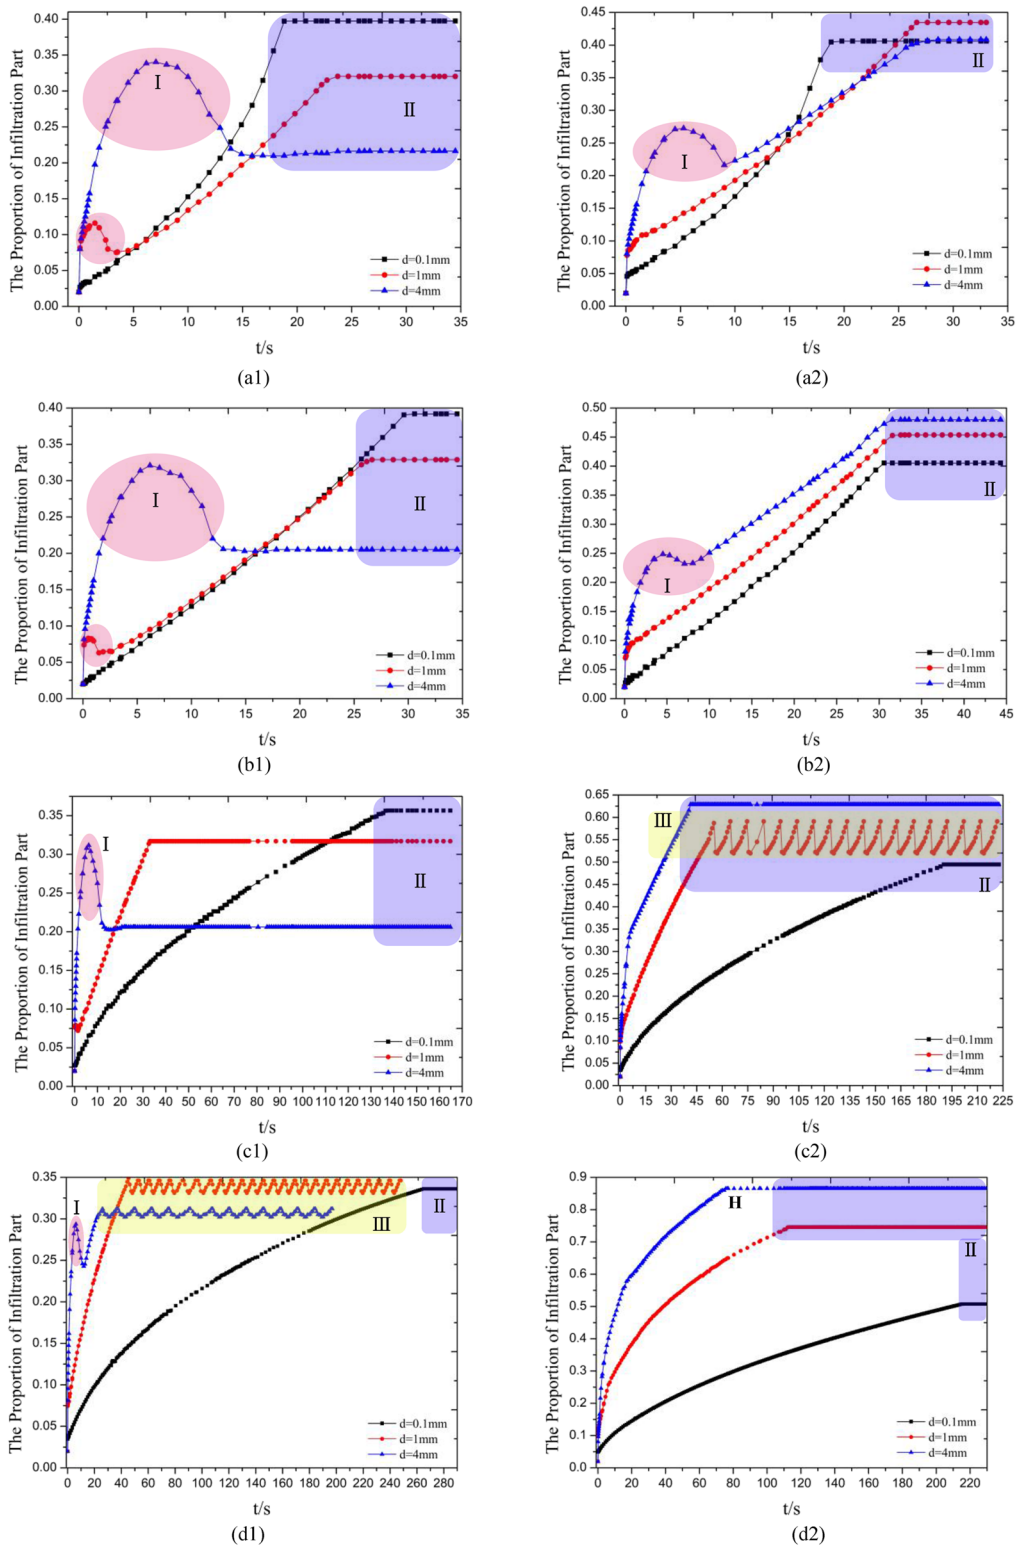 The Proportion of Infiltration Part
0.40
0.35
0.30
0.25
0.20
0.15
0.10
0.05
0.00
I
II
d=0.1mm
d=1mm
d=4mm
0 5 10 15 20 25 30 35
t/s
(a1)
The Proportion of Infiltration Part
0.45
0.40
0.35
0.30
0.25
0.20
0.15
0.10
0.05
0.00
II
I
d=0.1mm
d=1mm
d=4mm
0 5 10 15 20 25 30 35
t/s
(a2)
The Proportion of Infiltration Part
0.40
0.35
0.30
0.25
0.20
0.15
0.10
0.05
0.00
I
II
d=0.1mm
d=1mm
d=4mm
0 5 10 15 20 25 30 35
t/s
(b1)
The Proportion of Infiltration Part
0.50
0.45
0.40
0.35
0.30
0.25
0.20
0.15
0.10
0.05
0.00
II
I
d=0.1mm
d=1mm
d=4mm
0 5 10 15 20 25 30 35 40 45
t/s
(b2)
The Proportion of Infiltration Part
0.35
0.30
0.25
0.20
0.15
0.10
0.05
0.00
I
II
d=0.1mm
d=1mm
d=4mm
0 10 20 30 40 50 60 70 80 90 100 110 120 130 140 150 160 170
t/s
(c1)
The Proportion of Infiltration Part
0.65
0.60
0.55
0.50
0.45
0.40
0.35
0.30
0.25
0.20
0.15
0.10
0.05
0.00
III
II
d=0.1mm
d=1mm
d=4mm
0 15 30 45 60 75 90 105 120 135 150 165 180 195 210 225
t/s
(c2)
The Proportion of Infiltration Part
0.35
0.30
0.25
0.20
0.15
0.10
0.05
0.00
I
III
II
d=0.1mm
d=1mm
d=4mm
0 20 40 60 80 100 120 140 160 180 200 220 240 260 280
t/s
(d1)
The Proportion of Infiltration Part
0.9
0.8
0.7
0.6
0.5
0.4
0.3
0.2
0.1
0.0
H
II
d=0.1mm
d=1mm
d=4mm
0 20 40 60 80 100 120 140 160 180 200 220
t/s
(d2)